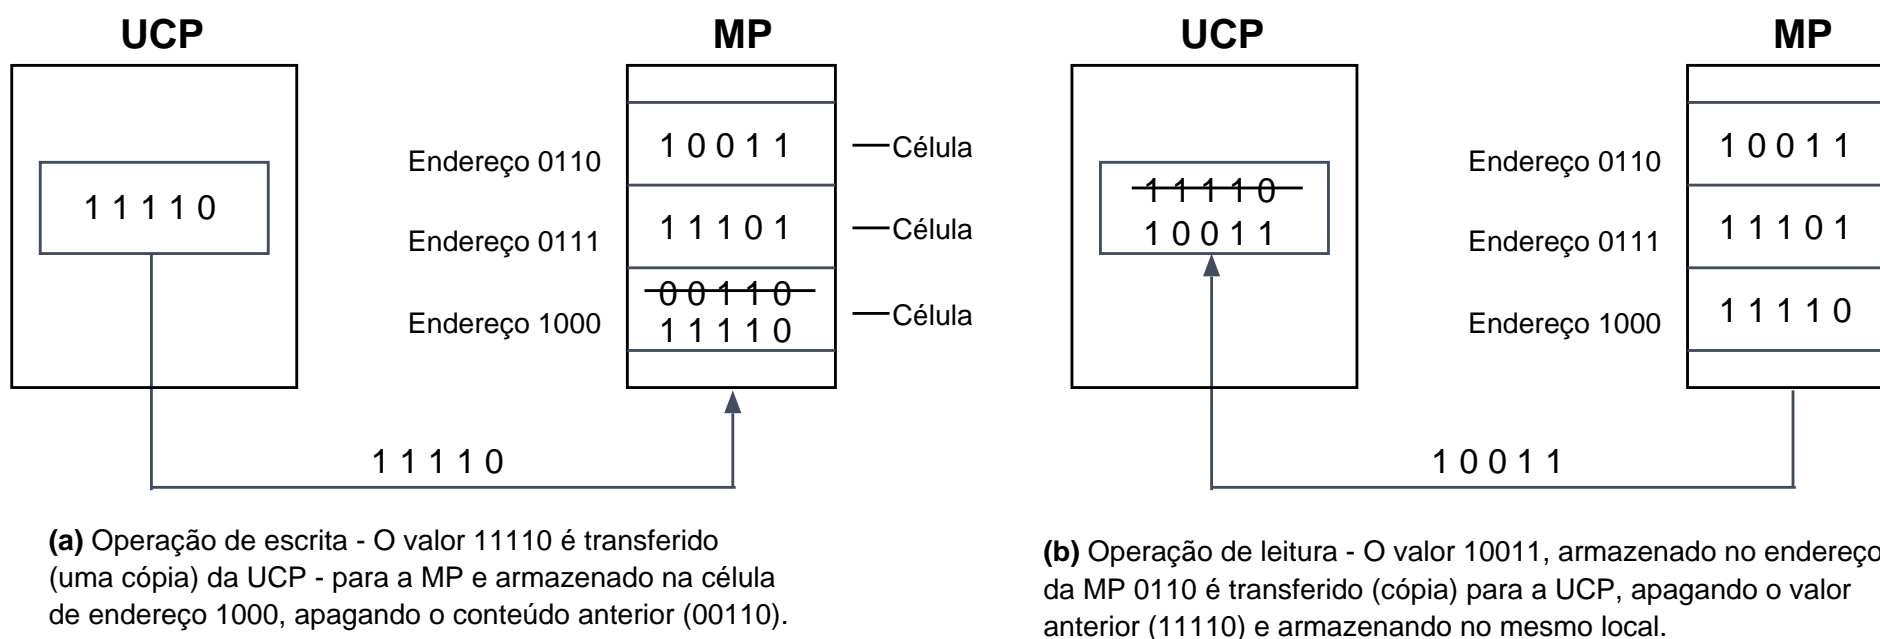 UCP
MP
1 1 1 1 0
Endereço 0110
1 0 0 1 1
Célula
Endereço 0111
1 1 1 0 1
Célula
0 0 1 1 0
Endereço 1000
1 1 1 1 0
Célula
1 1 1 1 0
(a) Operação de escrita - O valor 11110 é transferido
(uma cópia) da UCP - para a MP e armazenado na célula
de endereço 1000, apagando o conteúdo anterior (00110).
UCP
MP
1 1 1 1 0
1 0 0 1 1
Endereço 0110
1 0 0 1 1
Endereço 0111
1 1 1 0 1
Endereço 1000
1 1 1 1 0
1 0 0 1 1
(b) Operação de leitura - O valor 10011, armazenado no endereço
da MP 0110 é transferido (cópia) para a UCP, apagando o valor
anterior (11110) e armazenando no mesmo local.